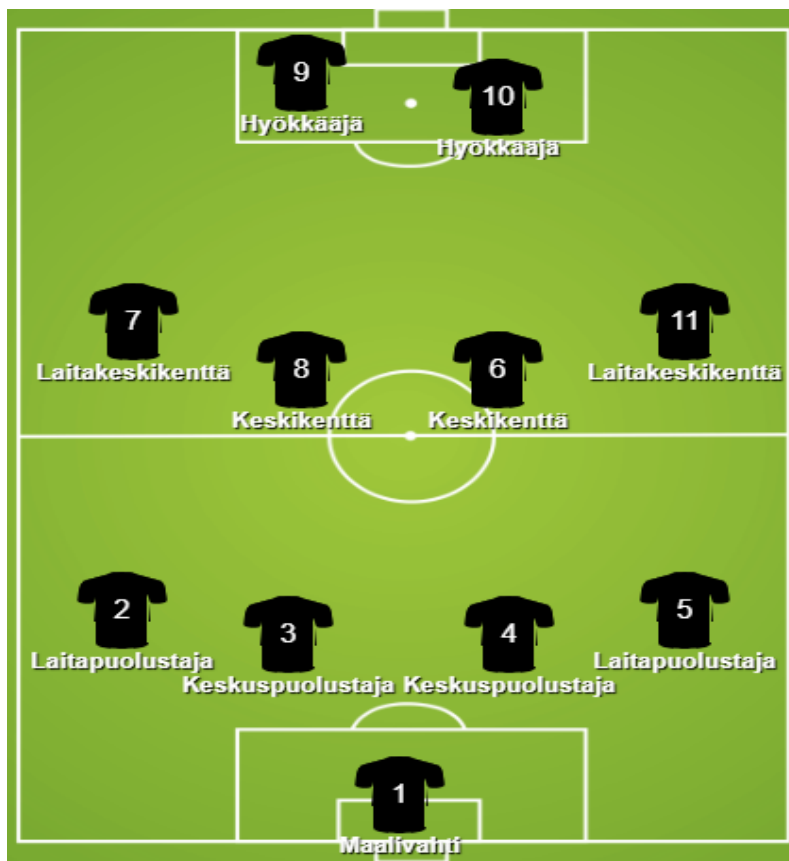 9
Hyökkääjä
10
Hyökkääjä
7
Laitakeskikenttä
11
Laitakeskikenttä
8
Keskikenttä
6
Keskikenttä
2
Laitapuolustaja
5
Laitapuolustaja
3
Keskuspuolustaja
4
Keskuspuolustaja
1
Maalivahti